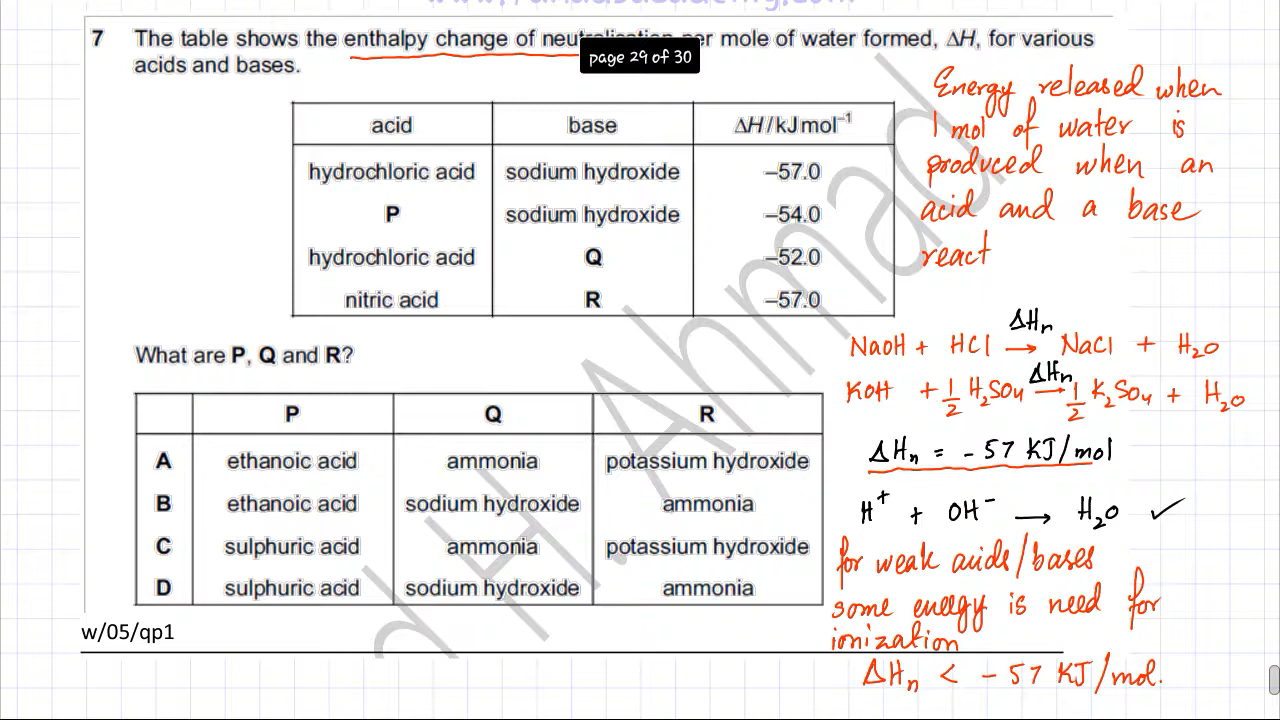 7 The table shows the enthalpy change of neutralisation per mole of water formed, ΔH, for various
acids and bases.
page 29 of 30
acid base ΔH/kJ mol⁻¹
hydrochloric acid sodium hydroxide –57.0
P sodium hydroxide –54.0
hydrochloric acid Q –52.0
nitric acid R –57.0
What are P, Q and R?
P Q R
A ethanoic acid ammonia potassium hydroxide
B ethanoic acid sodium hydroxide ammonia
C sulphuric acid ammonia potassium hydroxide
D sulphuric acid sodium hydroxide ammonia
w/05/qp1
Energy released when
1 mol of water is
produced when an
acid and a base
react
ΔHn
NaOH + HCl → NaCl + H₂O
ΔHn
KOH + 1/2 H₂SO₄ → 1/2 K₂SO₄ + H₂O
ΔHn = - 57 KJ/mol
H⁺ + OH⁻ → H₂O ✓
for weak acids/bases
some energy is need for
ionization
ΔHn < - 57 KJ/mol.
H. Ahmad